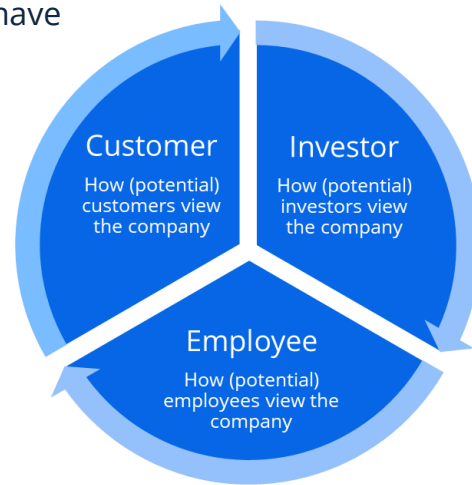 have
Customer
How (potential)
customers view
the company
Investor
How (potential)
investors view
the company
Employee
How (potential)
employees view the
company